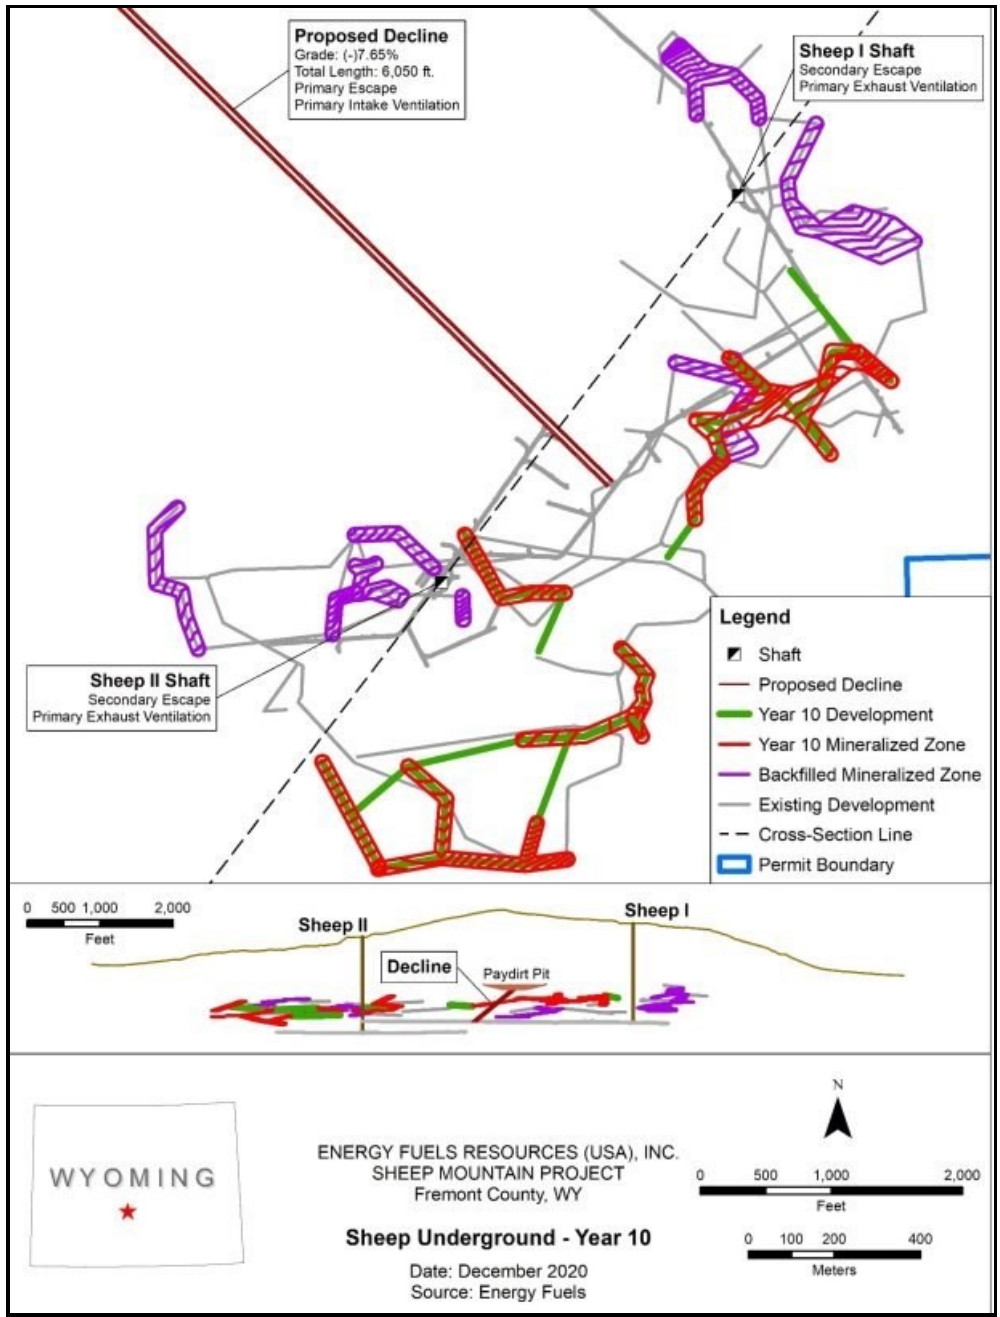 Proposed Decline
Grade: (-)7.65%
Total Length: 6,050 ft.
Primary Escape
Primary Intake Ventilation
Sheep I Shaft
Secondary Escape
Primary Exhaust Ventilation
Sheep II Shaft
Secondary Escape
Primary Exhaust Ventilation
Legend
Shaft
Proposed Decline
Year 10 Development
Year 10 Mineralized Zone
Backfilled Mineralized Zone
Existing Development
Cross-Section Line
Permit Boundary
0 500 1,000 2,000
Feet
Sheep II
Sheep I
Decline
Paydirt Pit
WYOMING
ENERGY FUELS RESOURCES (USA), INC.
SHEEP MOUNTAIN PROJECT
Fremont County, WY
Sheep Underground - Year 10
Date: December 2020
Source: Energy Fuels
N
0 500 1,000 2,000
Feet
0 100 200 400
Meters